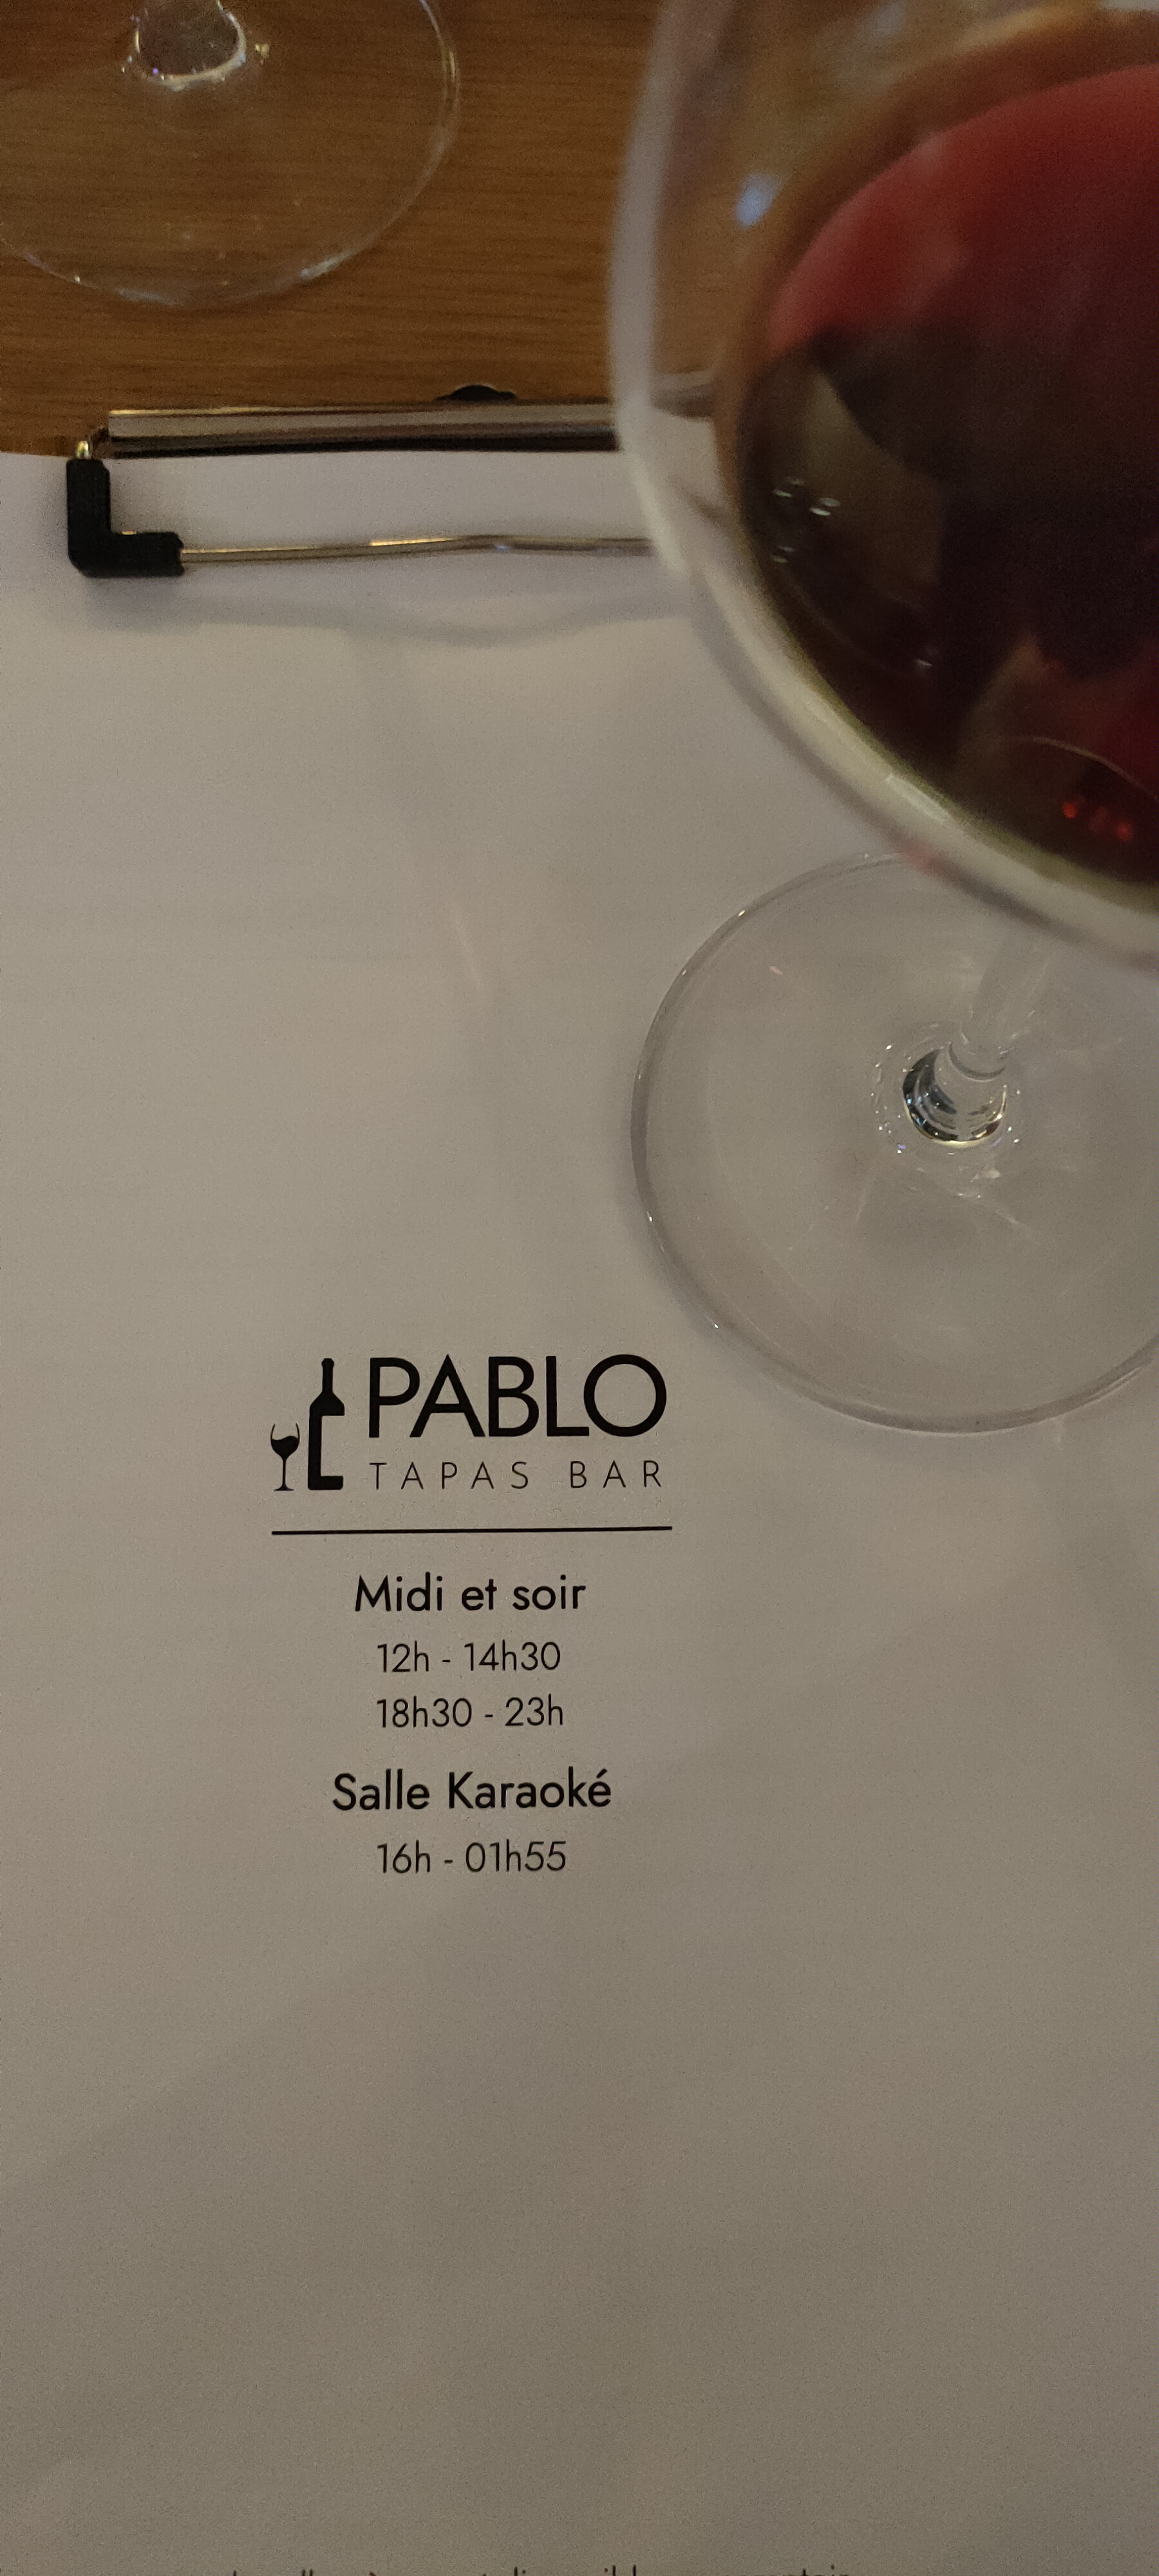 PABLO
TAPAS BAR
Midi et soir
12h - 14h30
18h30 - 23h
Salle Karaoké
16h - 01h55